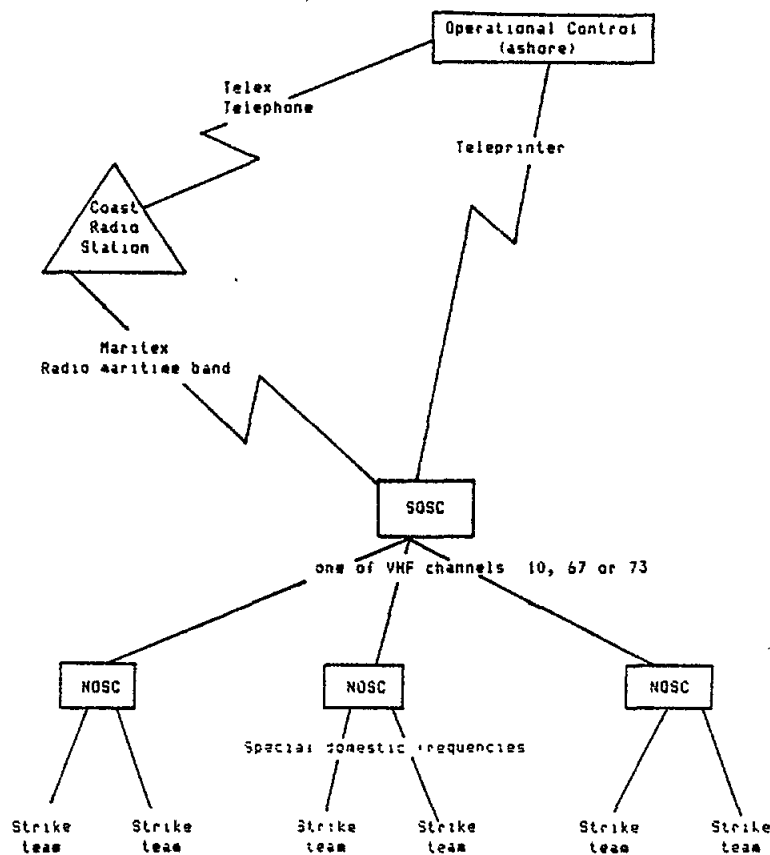 Operational Control
(ashore)
Telex
Telephone
Teleprinter
Coast
Radio
Station
Maritex
Radio maritime band
SOSC
one of VHF channels 10, 67 or 73
NOSC
NOSC
NOSC
Special domestic frequencies
Strike
team
Strike
team
Strike
team
Strike
team
Strike
team
Strike
team